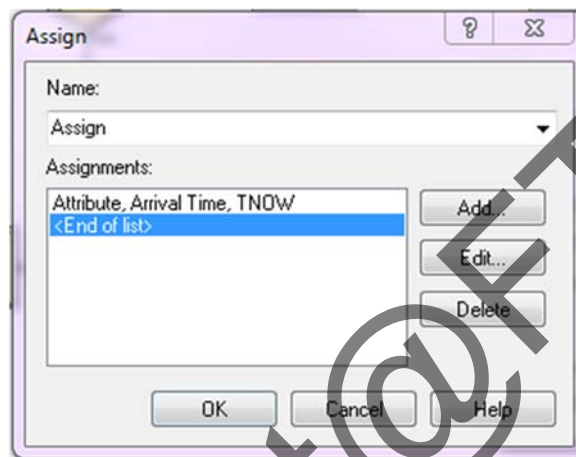 Assign
Name:
Assign
Assignments:
Attribute, Arrival Time, TNOW
<End of list>
Add...
Edit...
Delete
OK
Cancel
Help